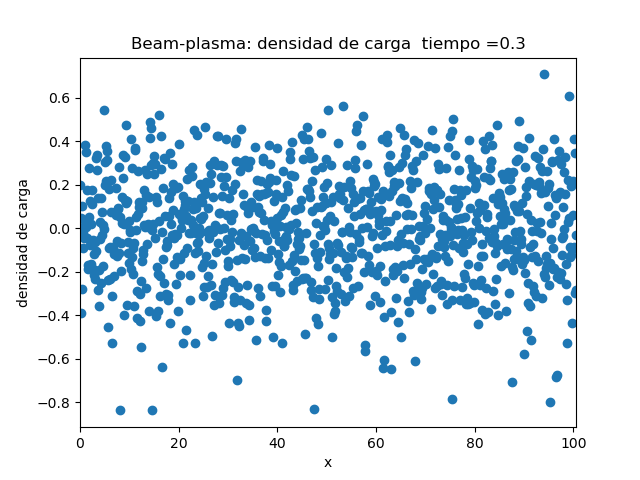 Beam-plasma: densidad de carga  tiempo =0.3
densidad de carga
0.6
0.4
0.2
0.0
−0.2
−0.4
−0.6
−0.8
0 20 40 60 80 100
x